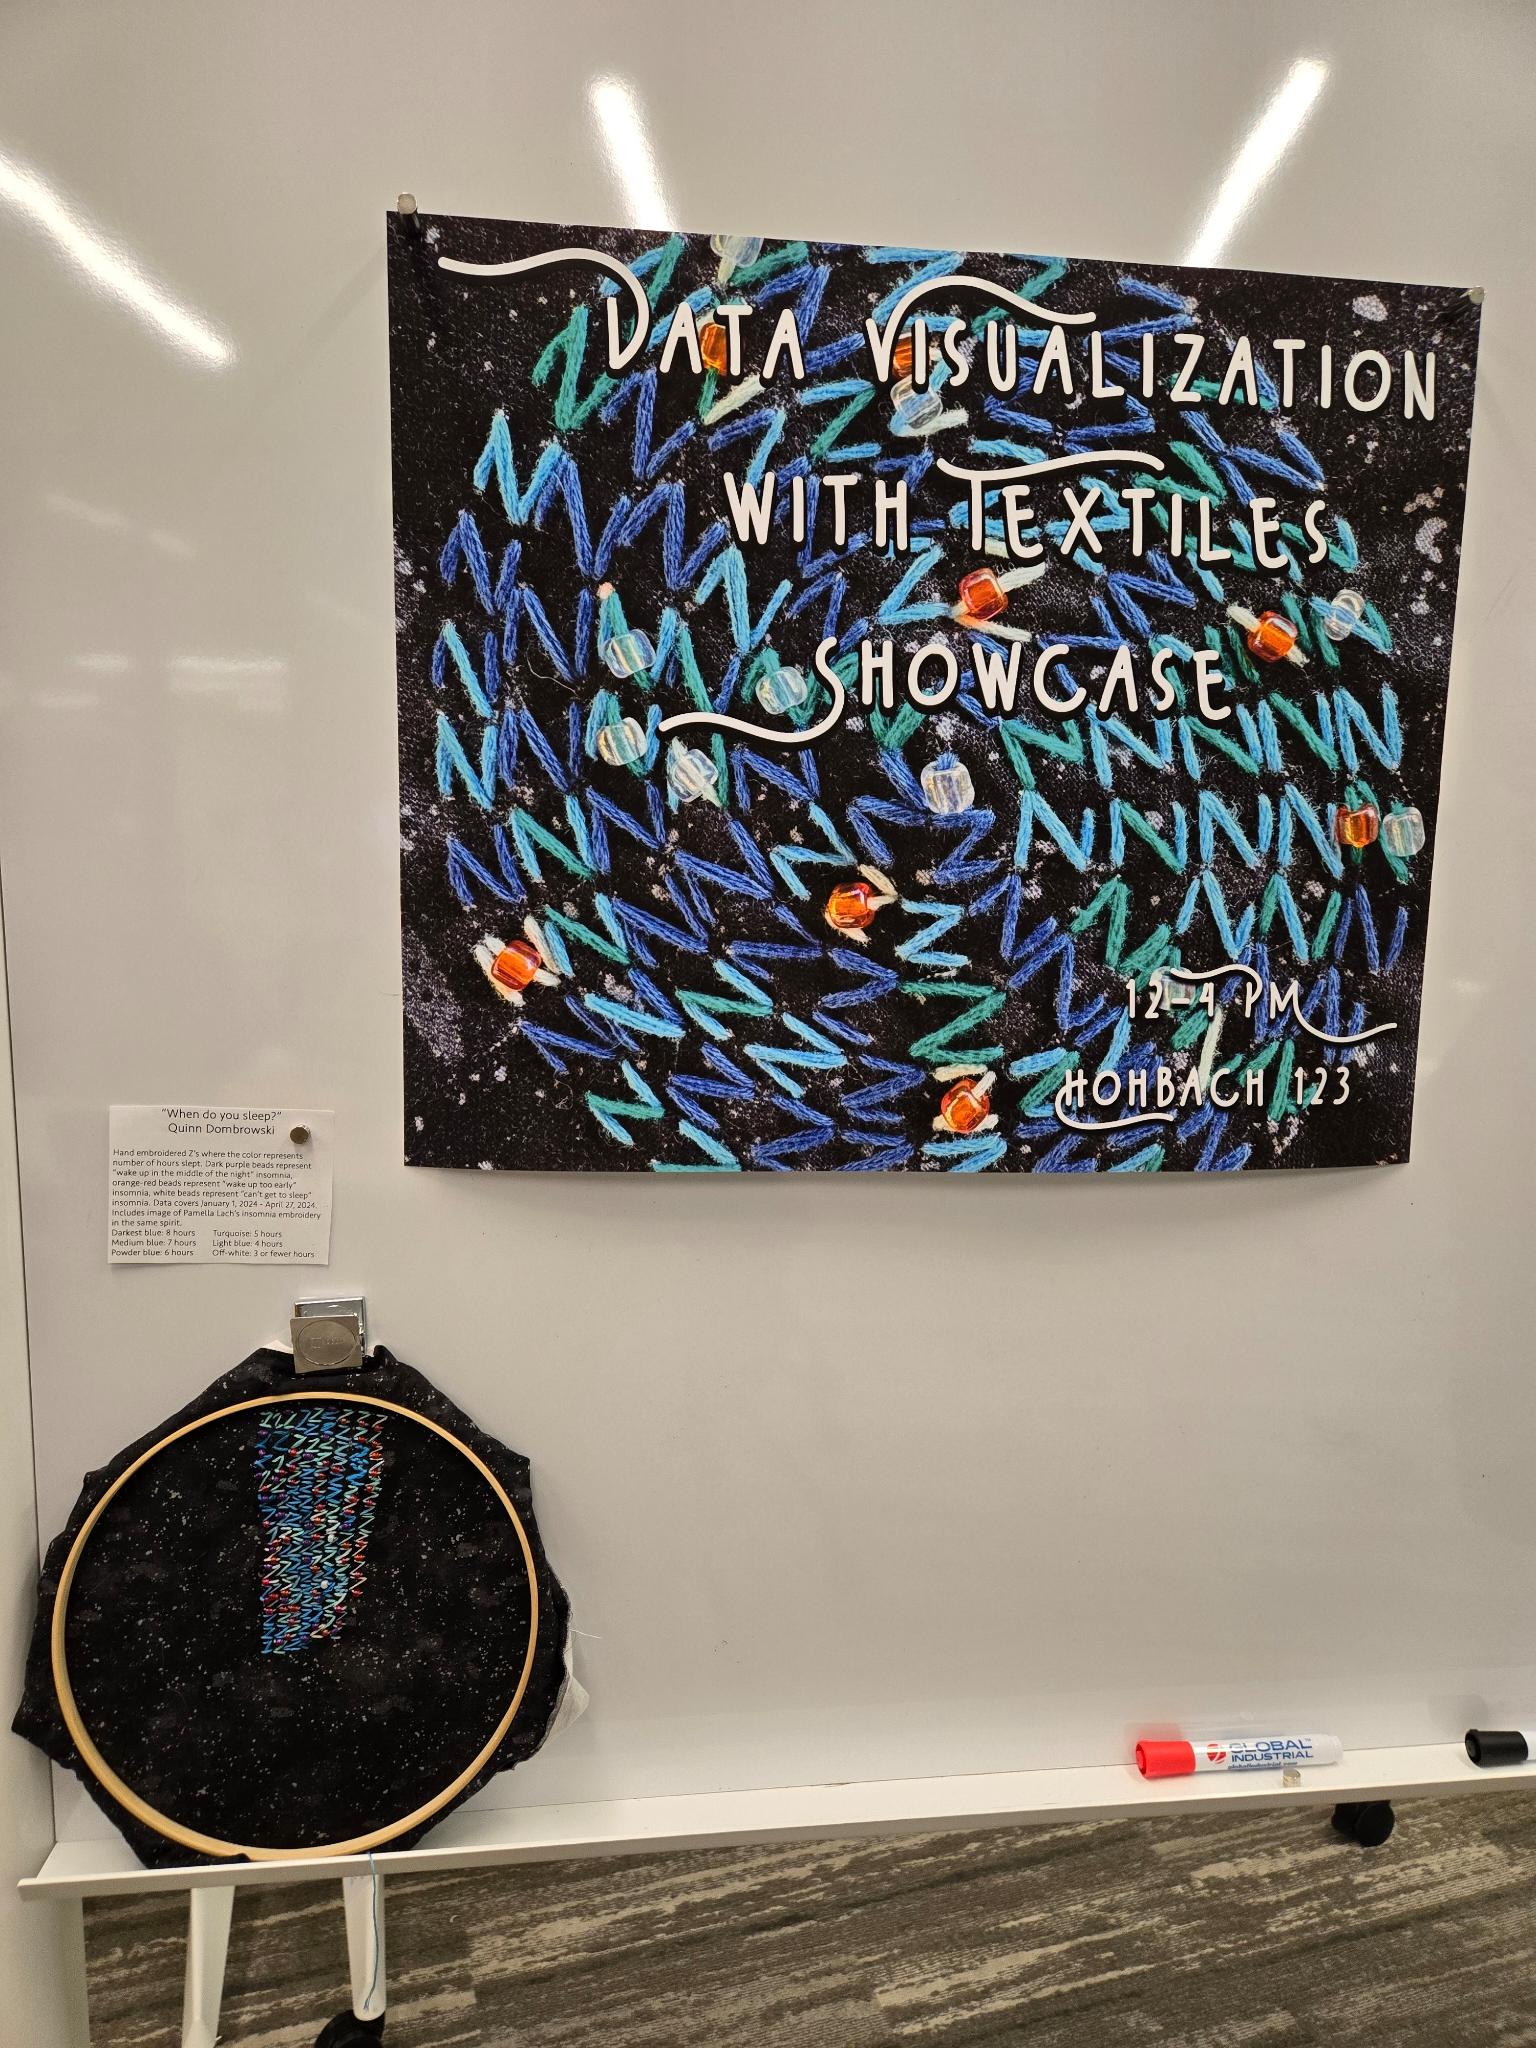 DATA VISUALIZATION
WITH TEXTILES
SHOWCASE
12-4 PM
HOHBACH 123
"When do you sleep?"
Quinn Dombrowski
Hand embroidered Z's where the color represents
number of hours slept. Dark purple beads represent
"wake up in the middle of the night" insomnia,
orange-red beads represent "wake up too early"
insomnia, white beads represent "can't get to sleep"
insomnia. Data covers January 1, 2024 - April 27, 2024.
Includes image of Pamella Lach's insomnia embroidery
in the same spirit.
Darkest blue: 8 hours Turquoise: 5 hours
Medium blue: 7 hours Light blue: 4 hours
Powder blue: 6 hours Off-white: 3 or fewer hours
GLOBAL™
INDUSTRIAL
globalindustrial.com